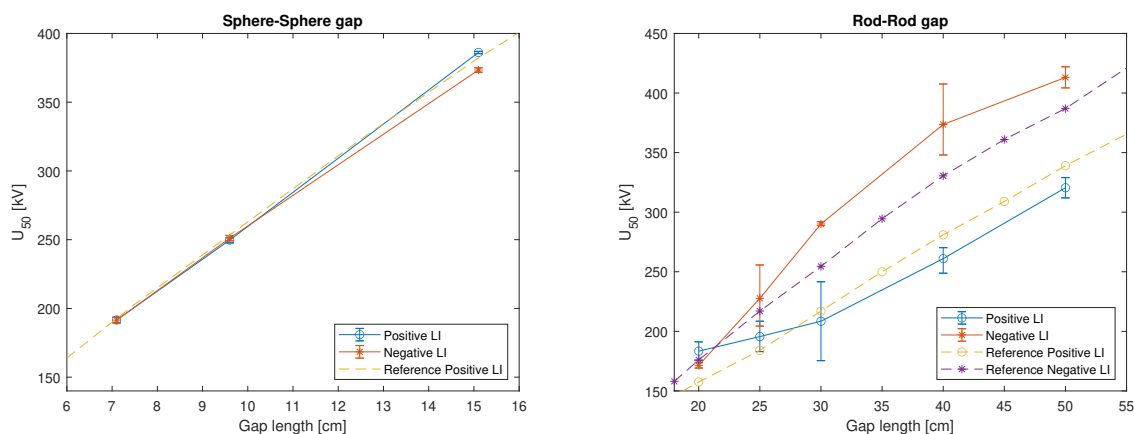 Sphere-Sphere gap
400
350
300
250
200
150
U50 [kV]
6 7 8 9 10 11 12 13 14 15 16
Gap length [cm]
Positive LI
Negative LI
Reference Positive LI
Rod-Rod gap
450
400
350
300
250
200
150
U50 [kV]
20 25 30 35 40 45 50 55
Gap length [cm]
Positive LI
Negative LI
Reference Positive LI
Reference Negative LI